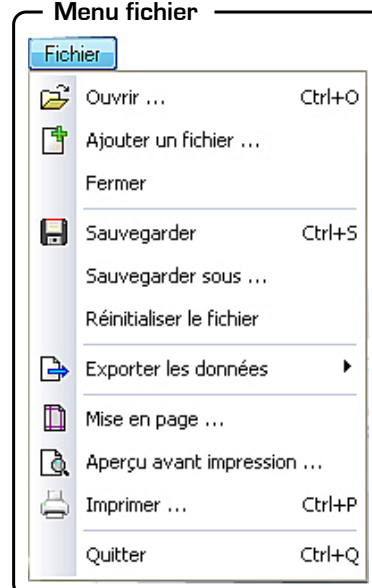 Menu fichier
Fichier
Ouvrir ... Ctrl+O
Ajouter un fichier ...
Fermer
Sauvegarder Ctrl+S
Sauvegarder sous ...
Réinitialiser le fichier
Exporter les données
Mise en page ...
Aperçu avant impression ...
Imprimer ... Ctrl+P
Quitter Ctrl+Q